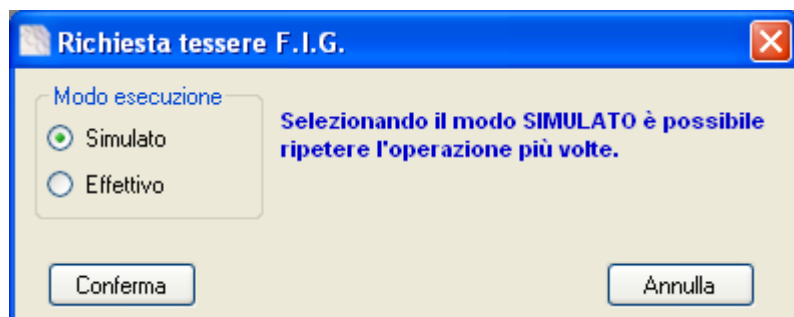 Richiesta tessere F.I.G.
Modo esecuzione
Simulato
Effettivo
Selezionando il modo SIMULATO è possibile
ripetere l'operazione più volte.
Conferma
Annulla